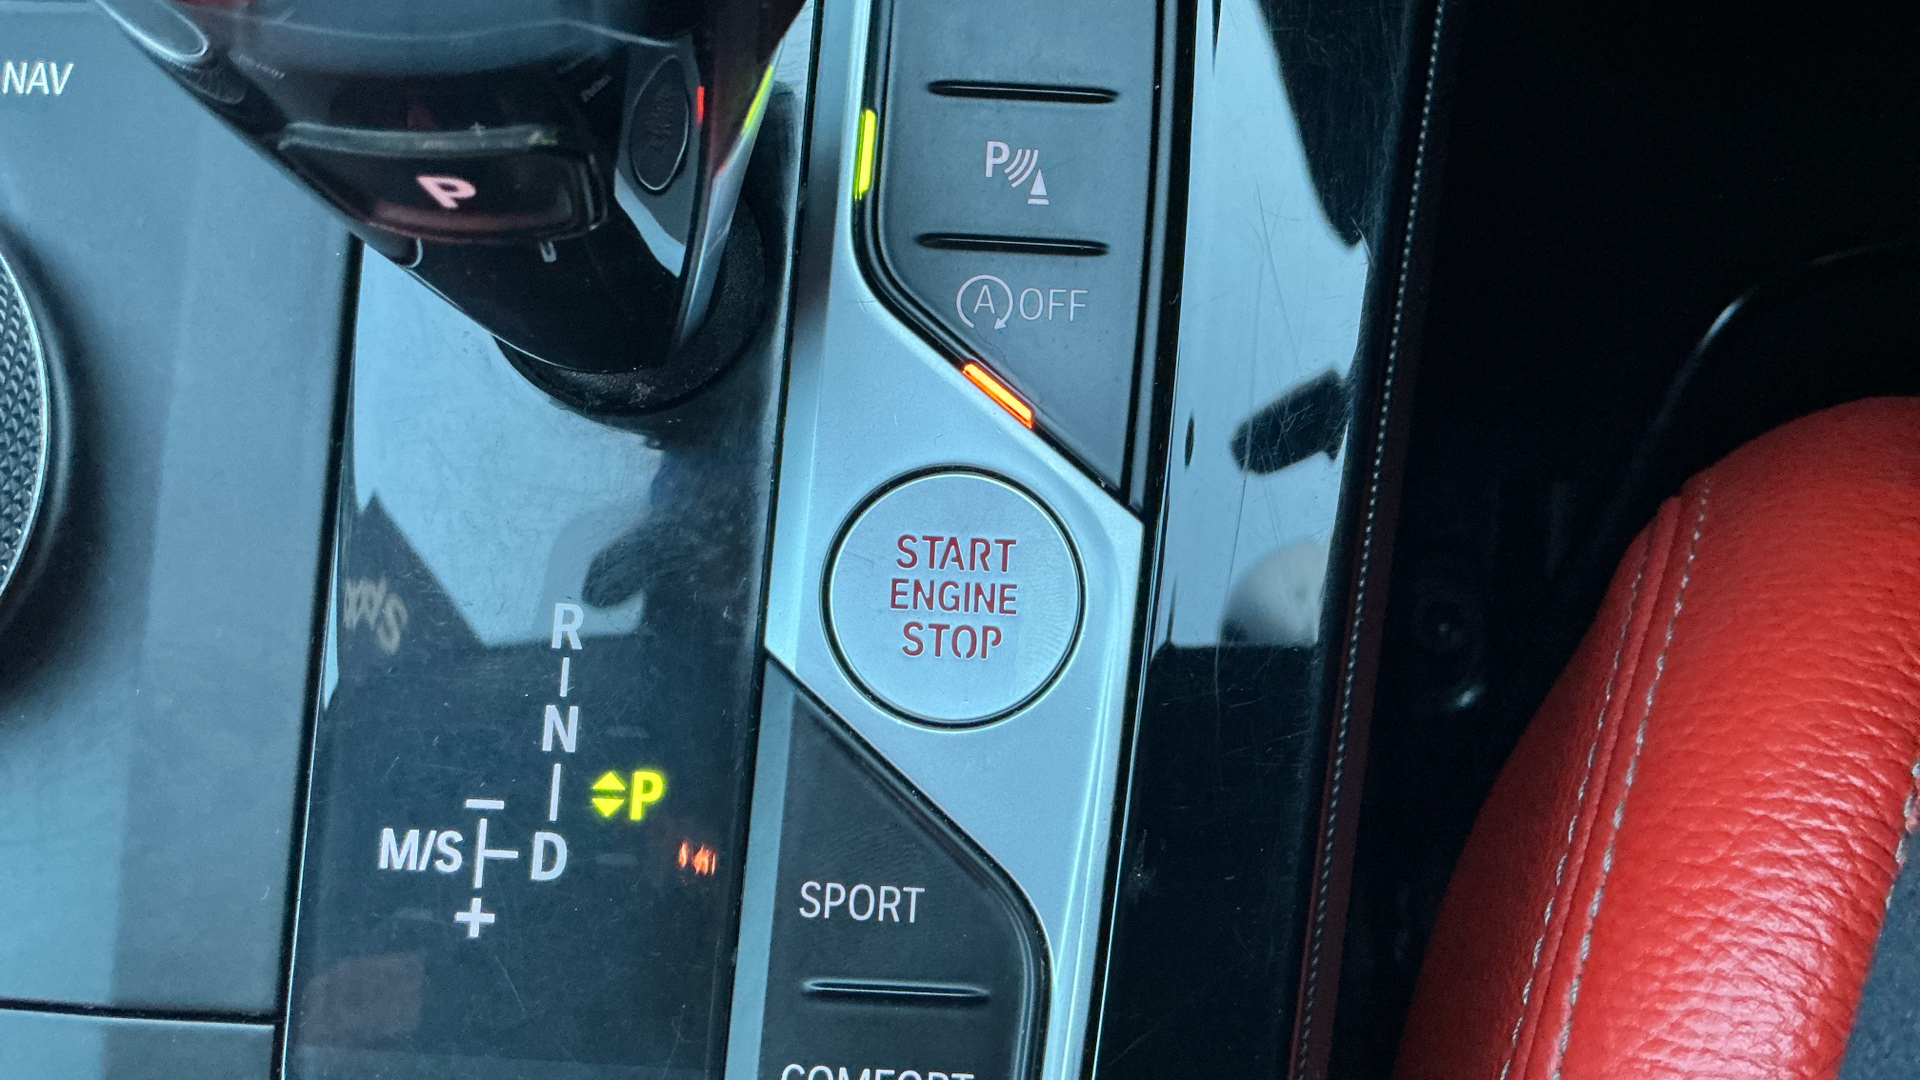 NAV
P
P
A OFF
START
ENGINE
STOP
R
N
P
M/S D
+
SPORT
COMFORT